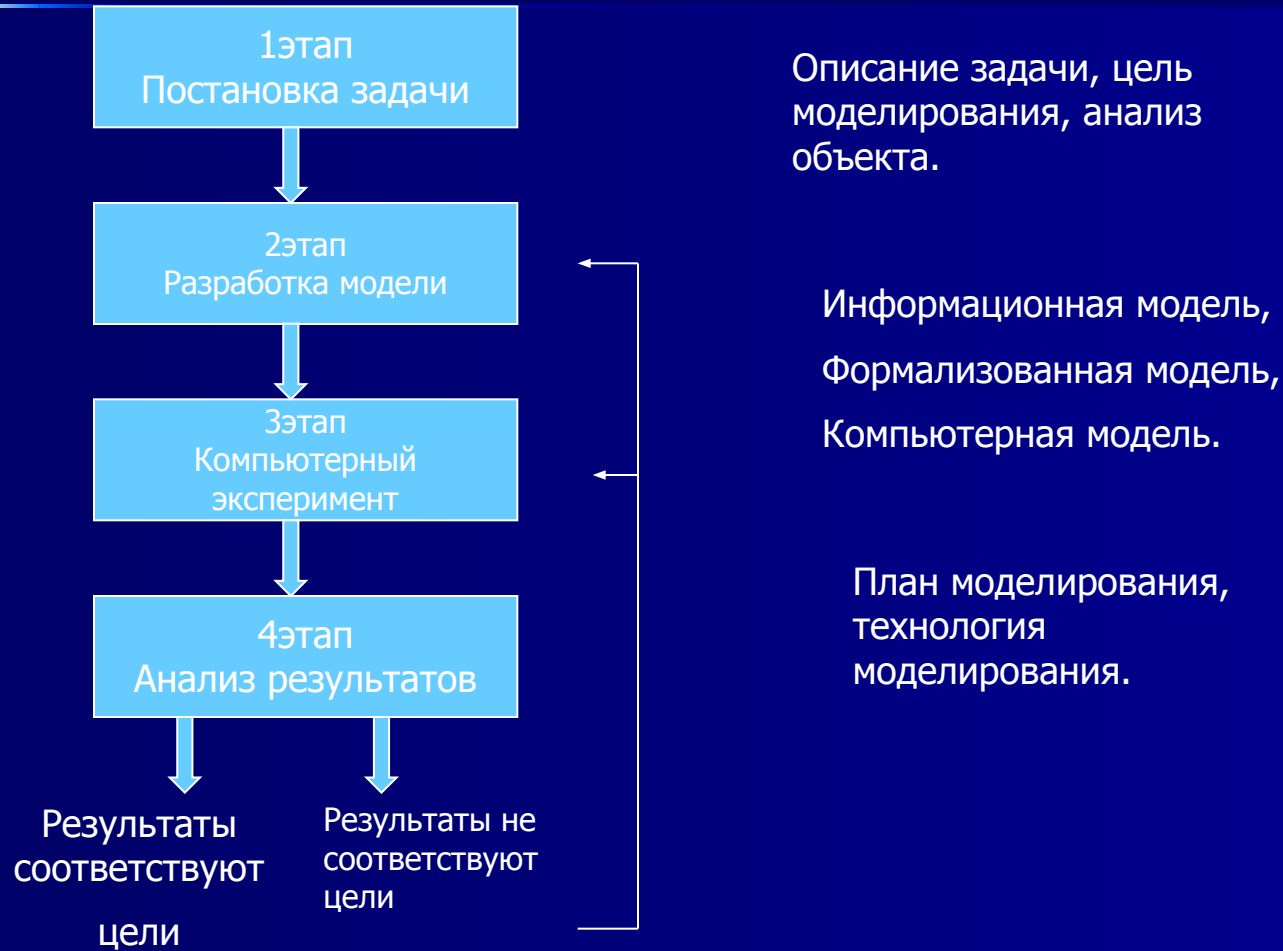 1этап
Постановка задачи
Описание задачи, цель
моделирования, анализ
объекта.
2этап
Разработка модели
Информационная модель,
Формализованная модель,
Компьютерная модель.
3этап
Компьютерный
эксперимент
План моделирования,
технология
моделирования.
4этап
Анализ результатов
Результаты
соответствуют
цели
Результаты не
соответствуют
цели